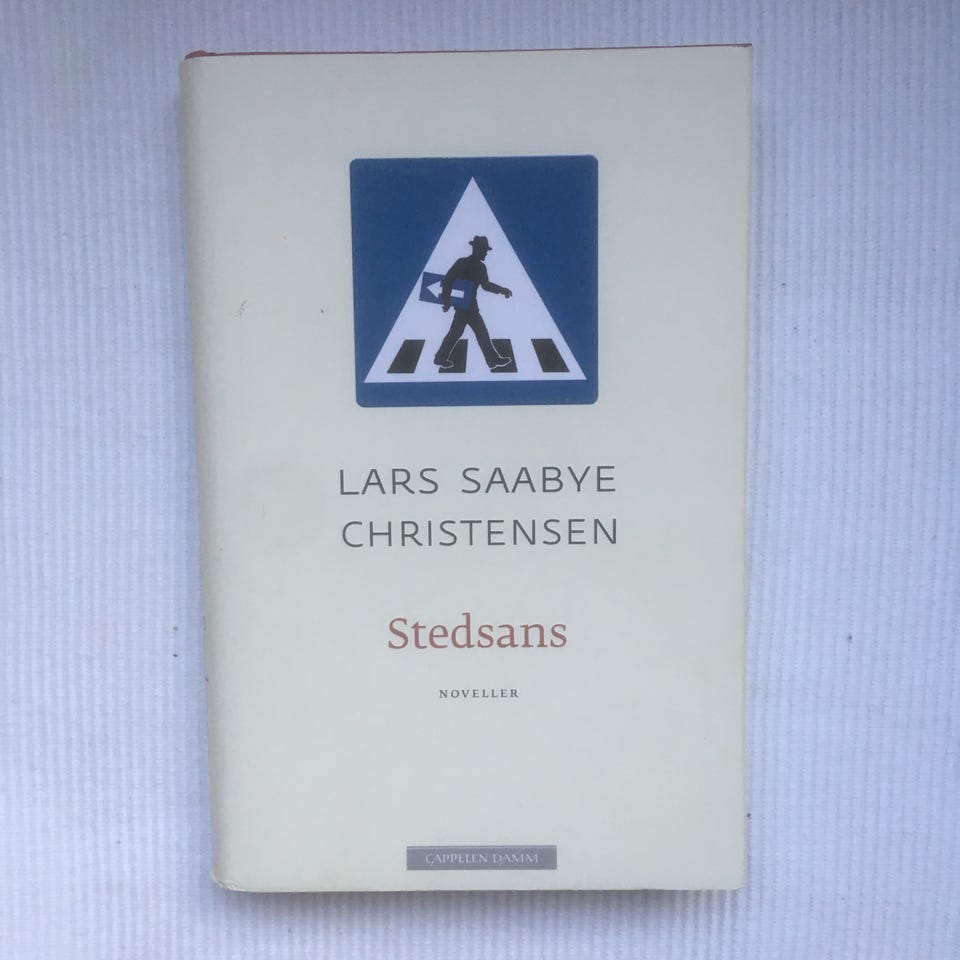 LARS SAABYE
CHRISTENSEN
Stedsans
NOVELLER
CAPPELEN DAMM